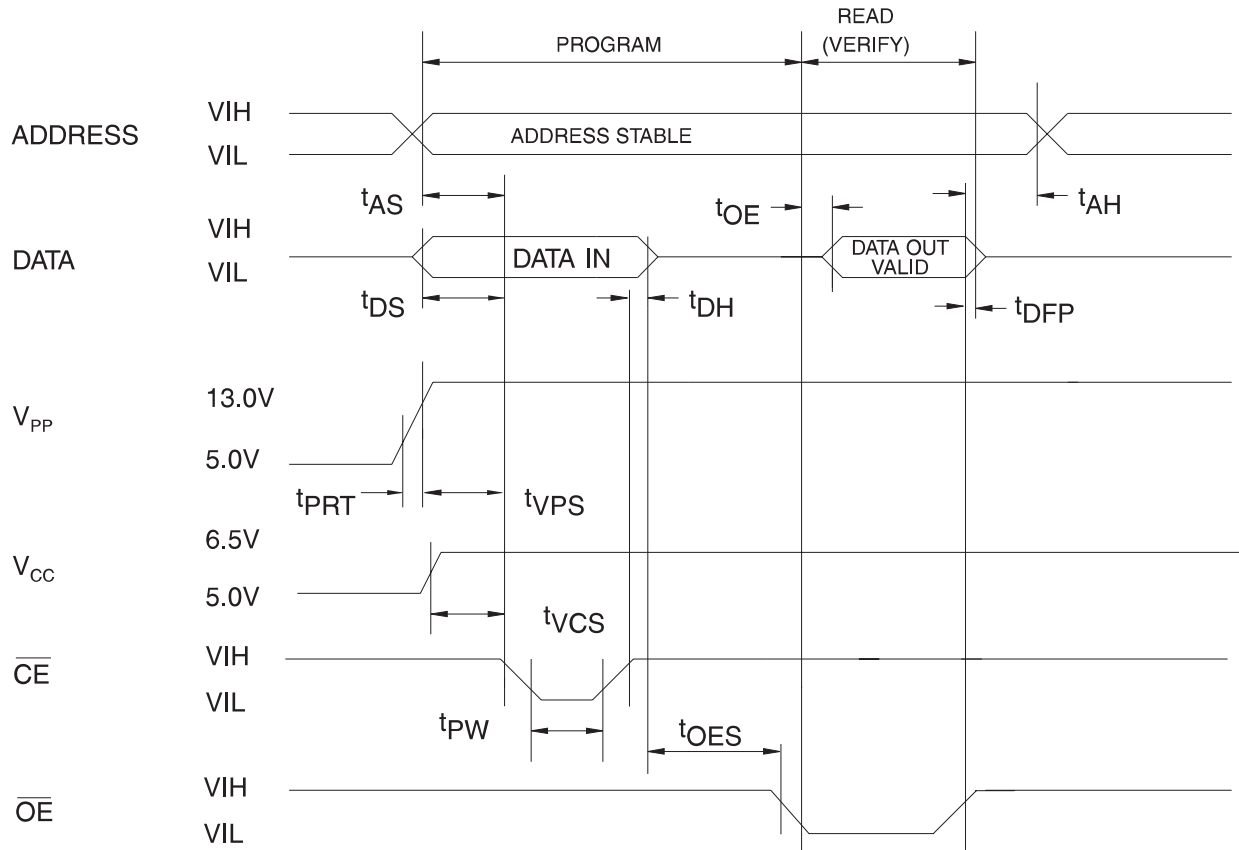 READ
PROGRAM
(VERIFY)
ADDRESS
VIH
VIL
ADDRESS STABLE
tAS
tOE
tAH
DATA
VIH
VIL
DATA IN
DATA OUT
VALID
tDS
tDH
tDFP
VPP
13.0V
5.0V
tPRT
tVPS
VCC
6.5V
5.0V
tVCS
CE
VIH
VIL
tPW
tOES
OE
VIH
VIL